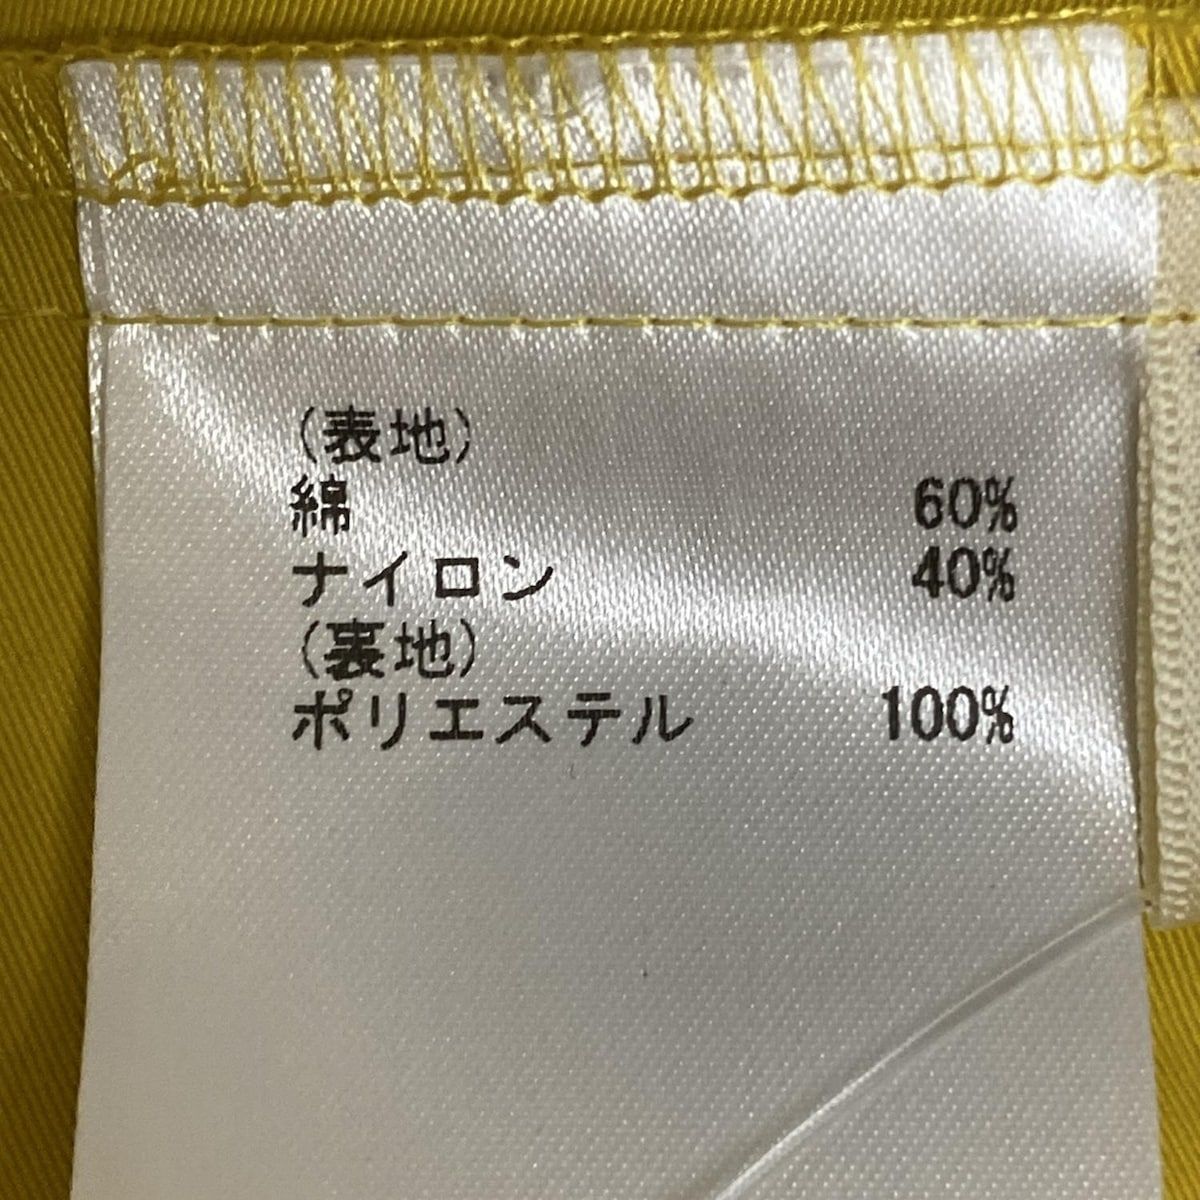 (表地)
綿 60%
ナイロン 40%
(裏地)
ポリエステル 100%